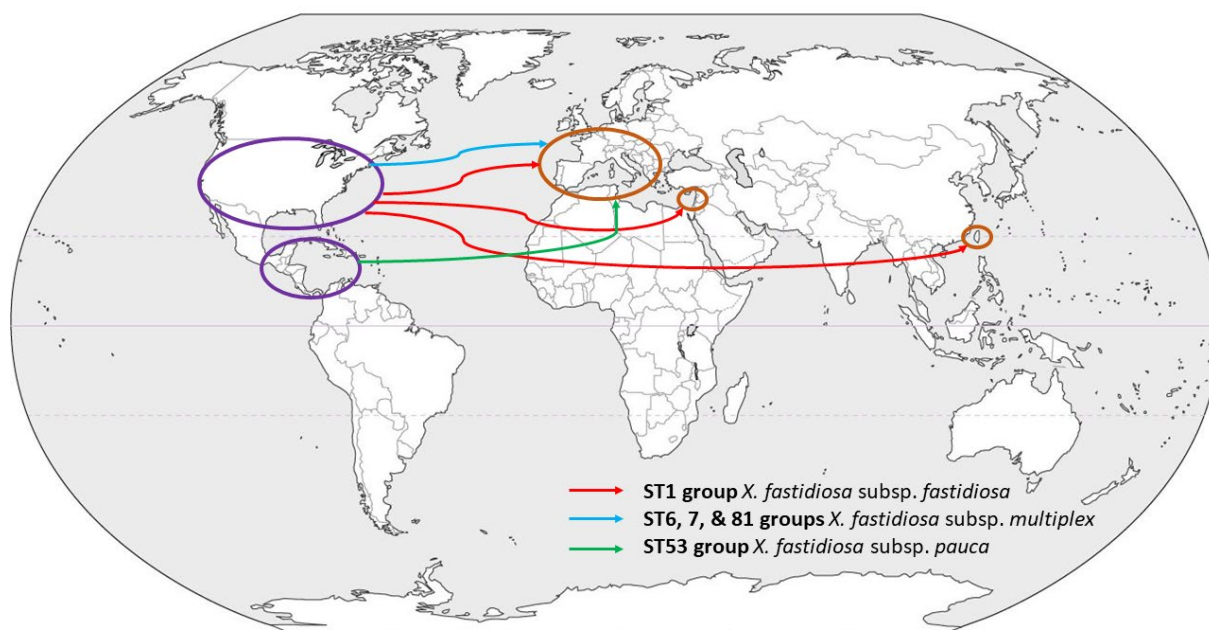 ST1 group X. fastidiosa subsp. fastidiosa
ST6, 7, & 81 groups X. fastidiosa subsp. multiplex
ST53 group X. fastidiosa subsp. pauca